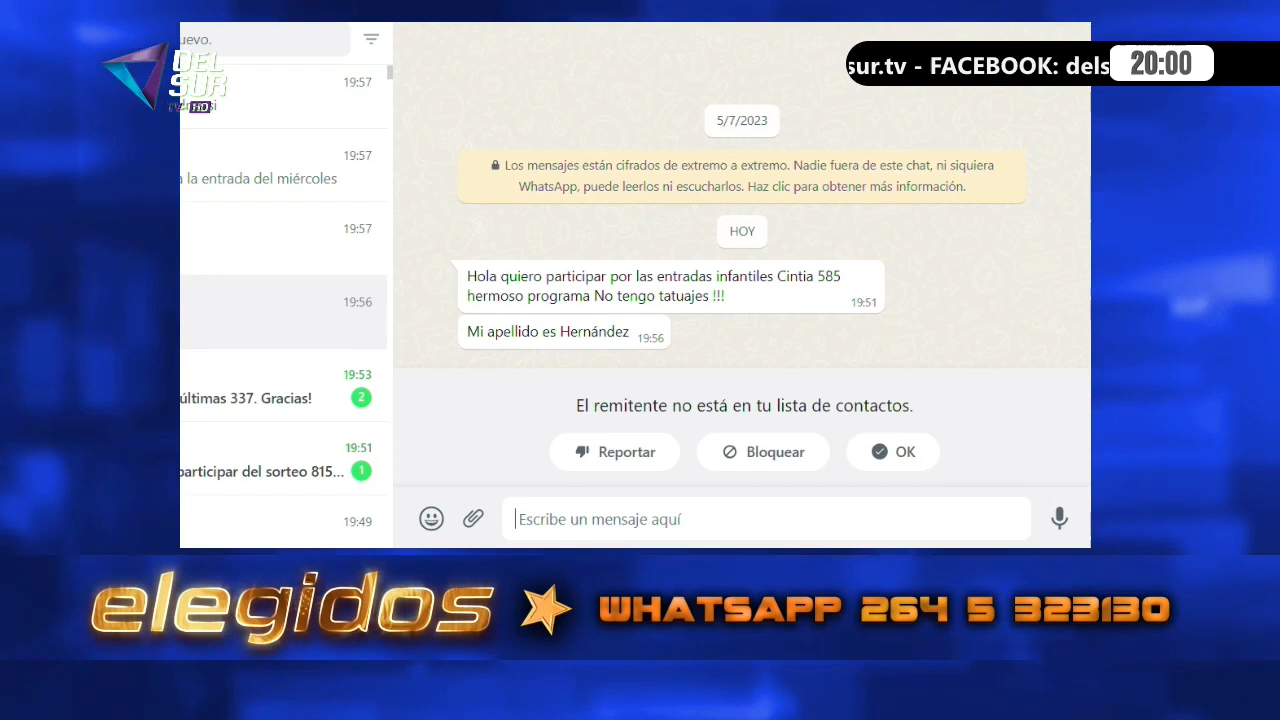 DEL
SUR
HD
sur.tv - FACEBOOK: dels
20:00
uevo.
19:57
19:57
a la entrada del miércoles
19:57
19:56
19:53
últimas 337. Gracias!
2
19:51
participar del sorteo 815...
1
19:49
5/7/2023
Los mensajes están cifrados de extremo a extremo. Nadie fuera de este chat, ni siquiera
WhatsApp, puede leerlos ni escucharlos. Haz clic para obtener más información.
HOY
Hola quiero participar por las entradas infantiles Cintia 585
hermoso programa No tengo tatuajes !!!
19:51
Mi apellido es Hernández 19:56
El remitente no está en tu lista de contactos.
Reportar
Bloquear
OK
Escribe un mensaje aquí
elegidos
WHATSAPP 264 5 323130